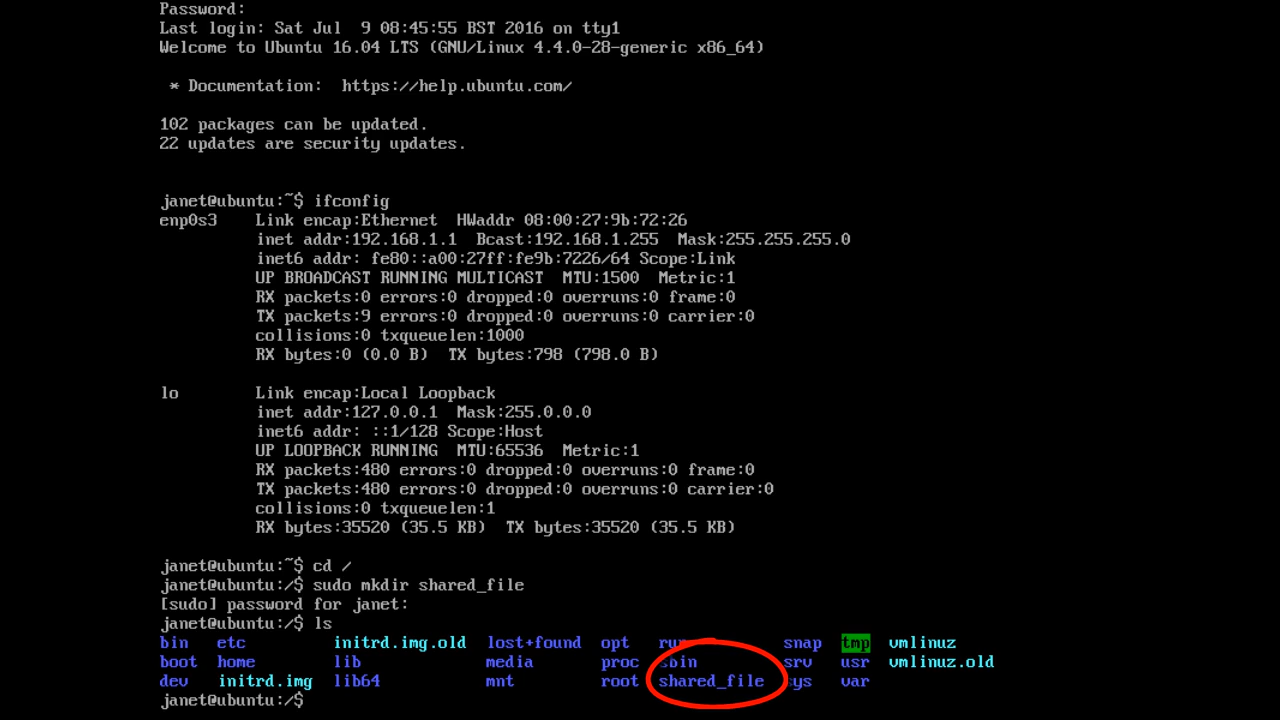 Password:
Last login: Sat Jul  9 08:45:55 BST 2016 on tty1
Welcome to Ubuntu 16.04 LTS (GNU/Linux 4.4.0-28-generic x86_64)
 * Documentation:  https://help.ubuntu.com/
102 packages can be updated.
22 updates are security updates.
janet@ubuntu:~$ ifconfig
enp0s3    Link encap:Ethernet  HWaddr 08:00:27:9b:72:26
          inet addr:192.168.1.1  Bcast:192.168.1.255  Mask:255.255.255.0
          inet6 addr: fe80::a00:27ff:fe9b:7226/64 Scope:Link
          UP BROADCAST RUNNING MULTICAST  MTU:1500  Metric:1
          RX packets:0 errors:0 dropped:0 overruns:0 frame:0
          TX packets:9 errors:0 dropped:0 overruns:0 carrier:0
          collisions:0 txqueuelen:1000
          RX bytes:0 (0.0 B)  TX bytes:798 (798.0 B)
lo        Link encap:Local Loopback
          inet addr:127.0.0.1  Mask:255.0.0.0
          inet6 addr: ::1/128 Scope:Host
          UP LOOPBACK RUNNING  MTU:65536  Metric:1
          RX packets:480 errors:0 dropped:0 overruns:0 frame:0
          TX packets:480 errors:0 dropped:0 overruns:0 carrier:0
          collisions:0 txqueuelen:1
          RX bytes:35520 (35.5 KB)  TX bytes:35520 (35.5 KB)
janet@ubuntu:~$ cd /
janet@ubuntu:/$ sudo mkdir shared_file
[sudo] password for janet:
janet@ubuntu:/$ ls
bin   etc         initrd.img.old  lost+found  opt   run          snap  tmp  vmlinuz
boot  home        lib             media       proc  sbin         srv   usr  vmlinuz.old
dev   initrd.img  lib64           mnt         root  shared_file  sys   var
janet@ubuntu:/$